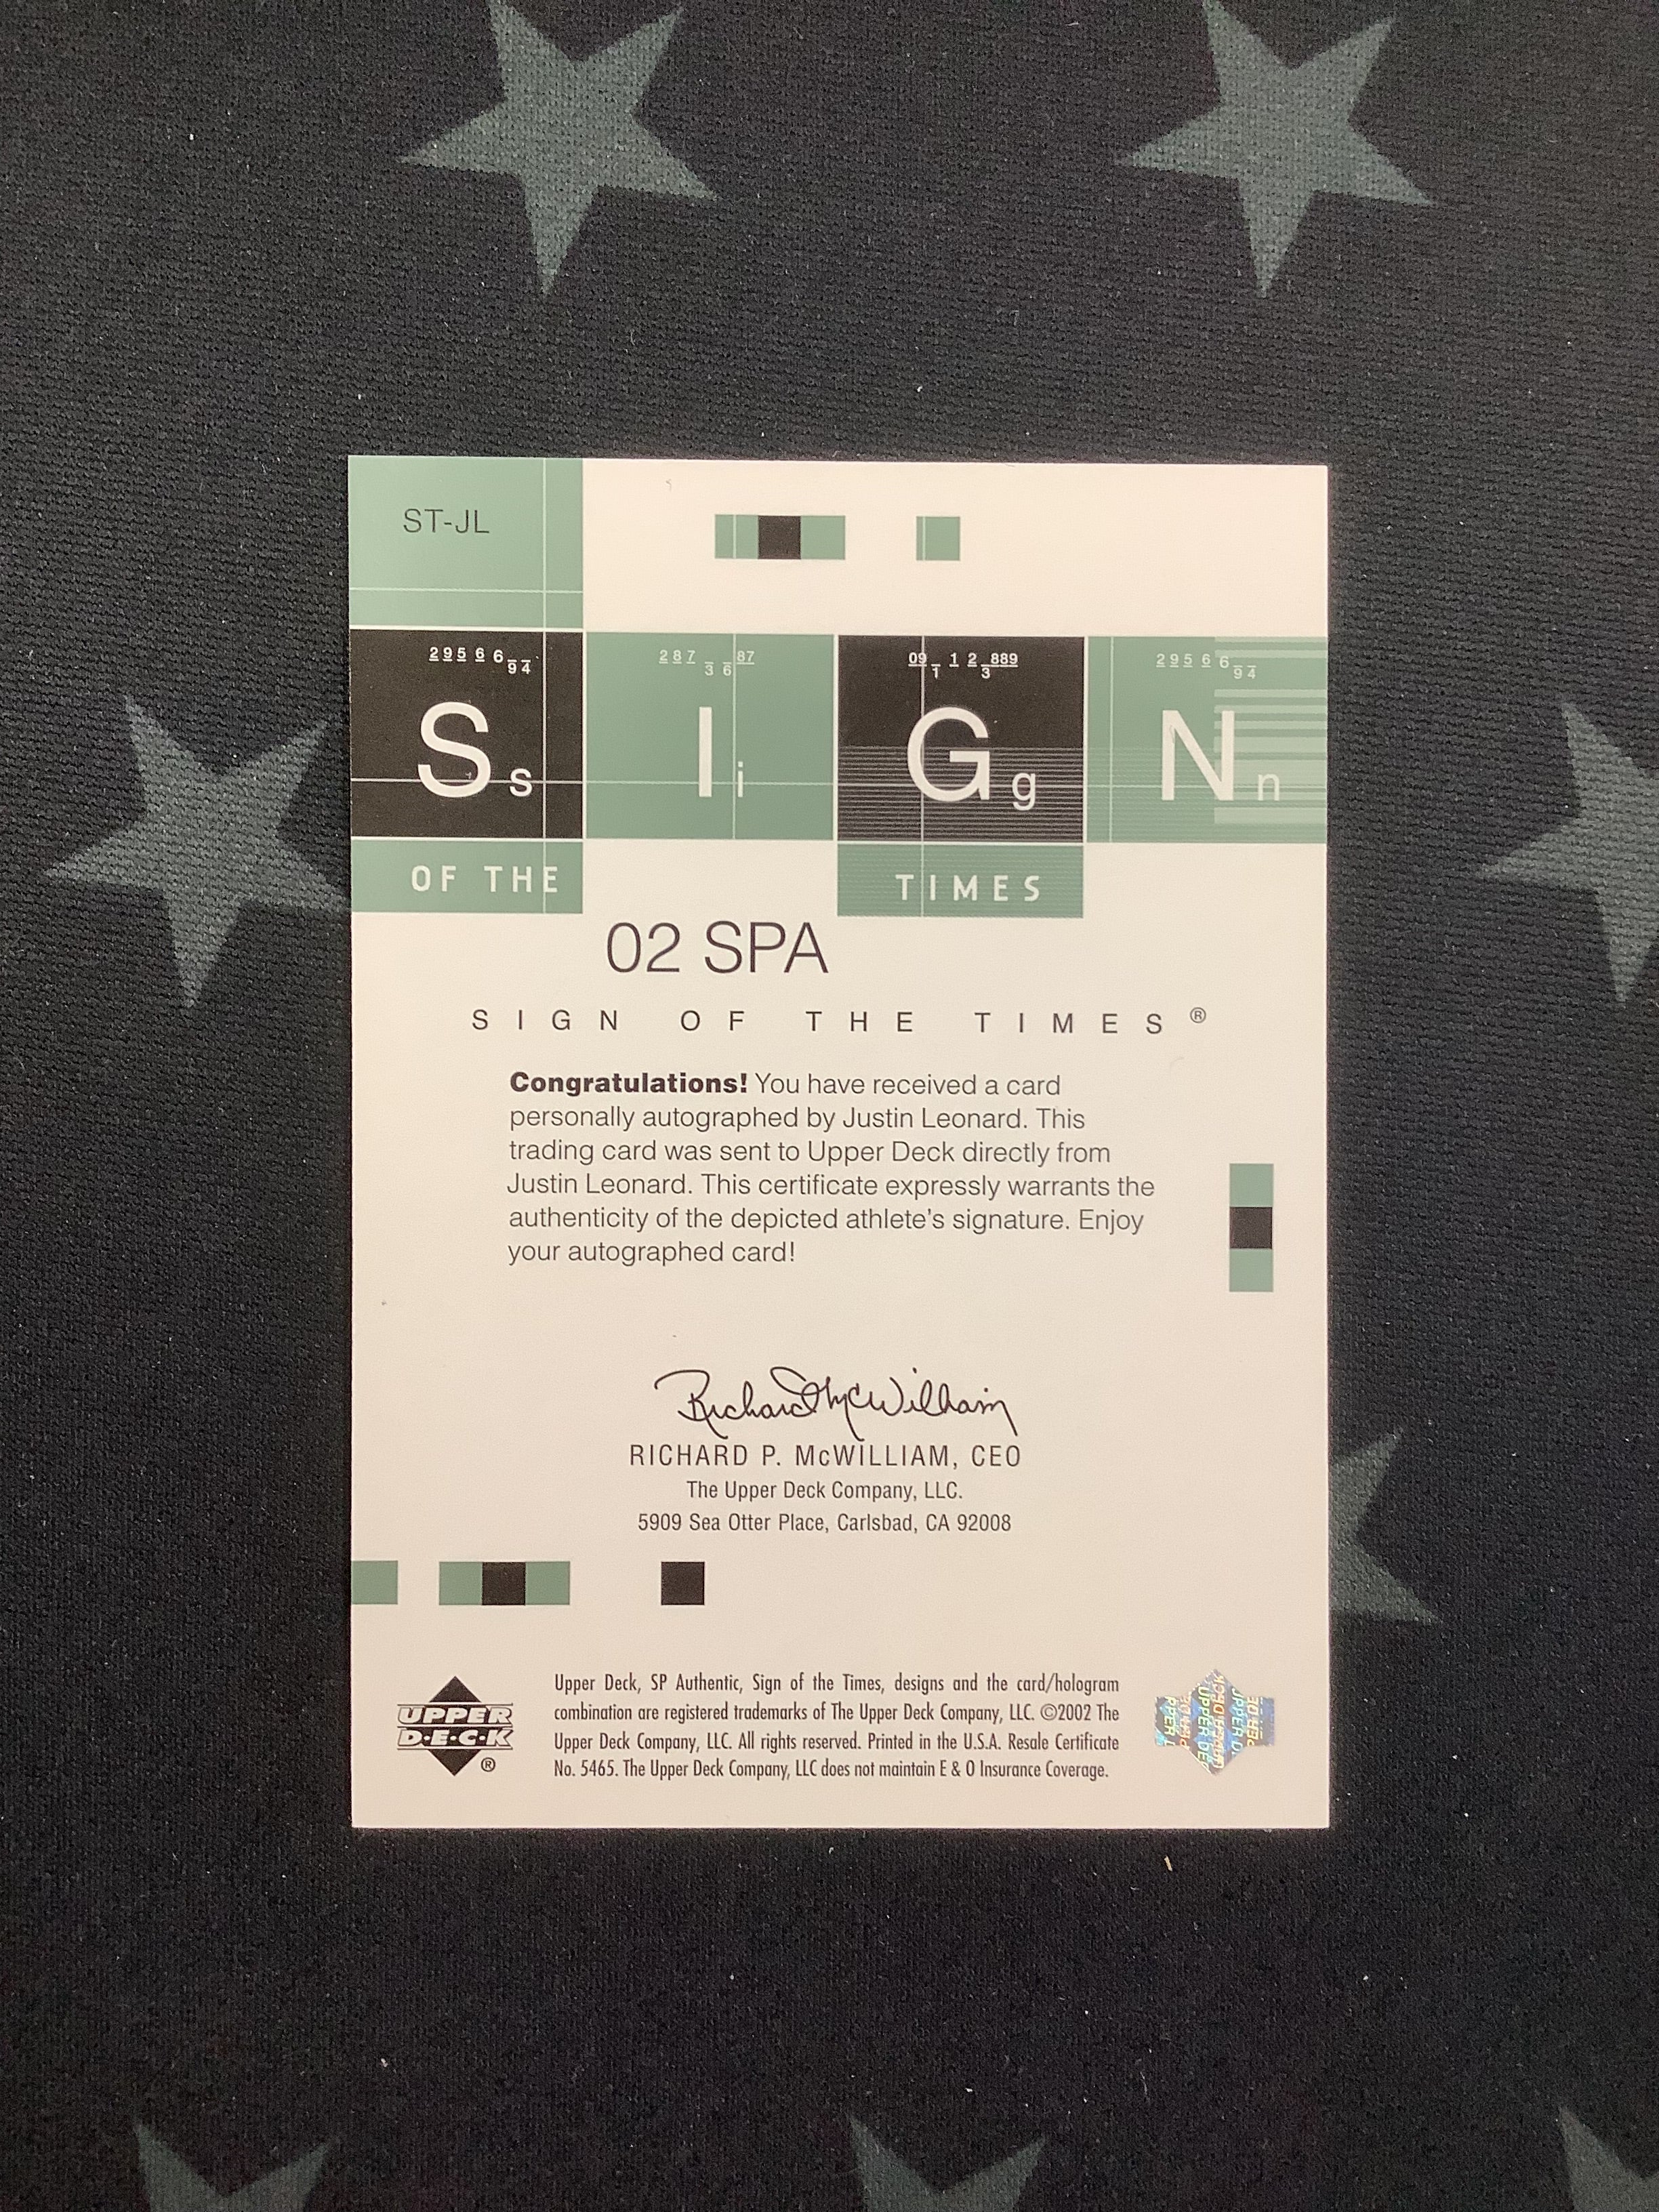 ST-JL
29566 94
287 36 87
09 1 12 3 889
29566 94
Ss Ii Gg Nn
OF THE TIMES
02 SPA
SIGN OF THE TIMES®
Congratulations! You have received a card
personally autographed by Justin Leonard. This
trading card was sent to Upper Deck directly from
Justin Leonard. This certificate expressly warrants the
authenticity of the depicted athlete's signature. Enjoy
your autographed card!
Richard McWilliam
RICHARD P. McWILLIAM, CEO
The Upper Deck Company, LLC.
5909 Sea Otter Place, Carlsbad, CA 92008
UPPER
D·E·C·K
®
Upper Deck, SP Authentic, Sign of the Times, designs and the card/hologram
combination are registered trademarks of The Upper Deck Company, LLC. ©2002 The
Upper Deck Company, LLC. All rights reserved. Printed in the U.S.A. Resale Certificate
No. 5465. The Upper Deck Company, LLC does not maintain E & O Insurance Coverage.
UPPER DECK